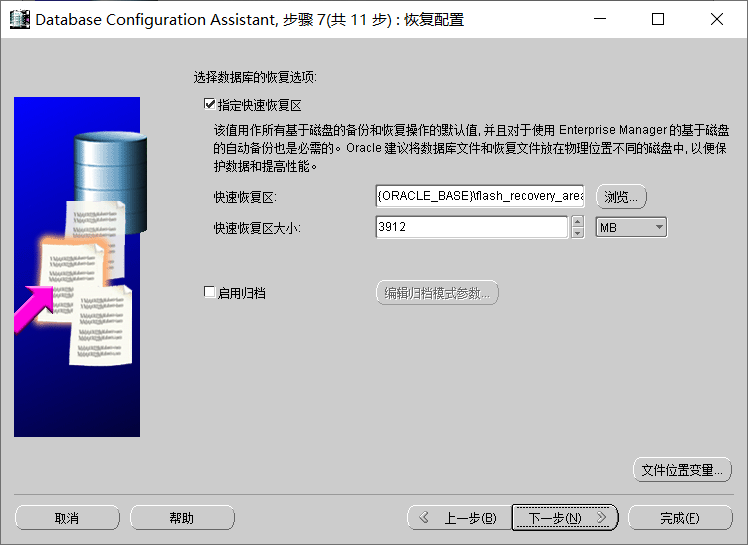 Database Configuration Assistant, 步骤 7(共 11 步) : 恢复配置
选择数据库的恢复选项:
指定快速恢复区
该值用作所有基于磁盘的备份和恢复操作的默认值, 并且对于使用 Enterprise Manager 的基于磁盘
的自动备份也是必需的。Oracle 建议将数据库文件和恢复文件放在物理位置不同的磁盘中, 以便保
护数据和提高性能。
快速恢复区: {ORACLE_BASE}\flash_recovery_area 浏览...
快速恢复区大小: 3912 MB
启用归档 编辑归档模式参数...
文件位置变量...
取消 帮助 上一步(B) 下一步(N) 完成(F)